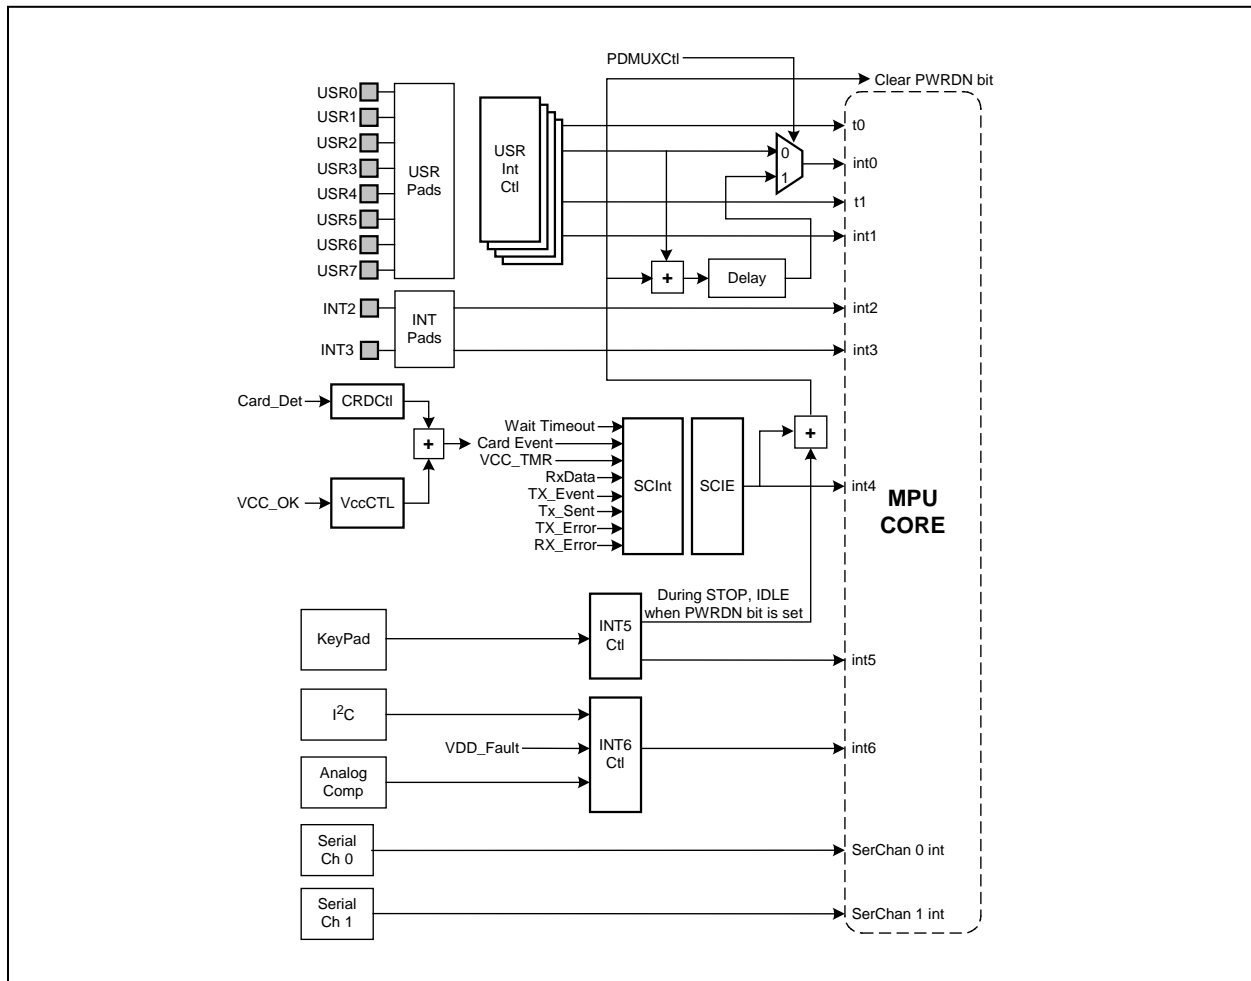 PDMUXCtl
Clear PWRDN bit
USR0
USR1
USR2
USR3
USR4
USR5
USR6
USR7
USR
Pads
USR
Int
Ctl
0
1
t0
int0
t1
int1
+
Delay
INT2
INT3
INT
Pads
int2
int3
Card_Det
CRDCtl
+
VCC_OK
VccCTL
Wait Timeout
Card Event
VCC_TMR
RxData
TX_Event
Tx_Sent
TX_Error
RX_Error
SCInt
SCIE
+
int4
MPU
CORE
During STOP, IDLE
when PWRDN bit is set
KeyPad
INT5
Ctl
int5
I²C
VDD_Fault
Analog
Comp
INT6
Ctl
int6
Serial
Ch 0
SerChan 0 int
Serial
Ch 1
SerChan 1 int